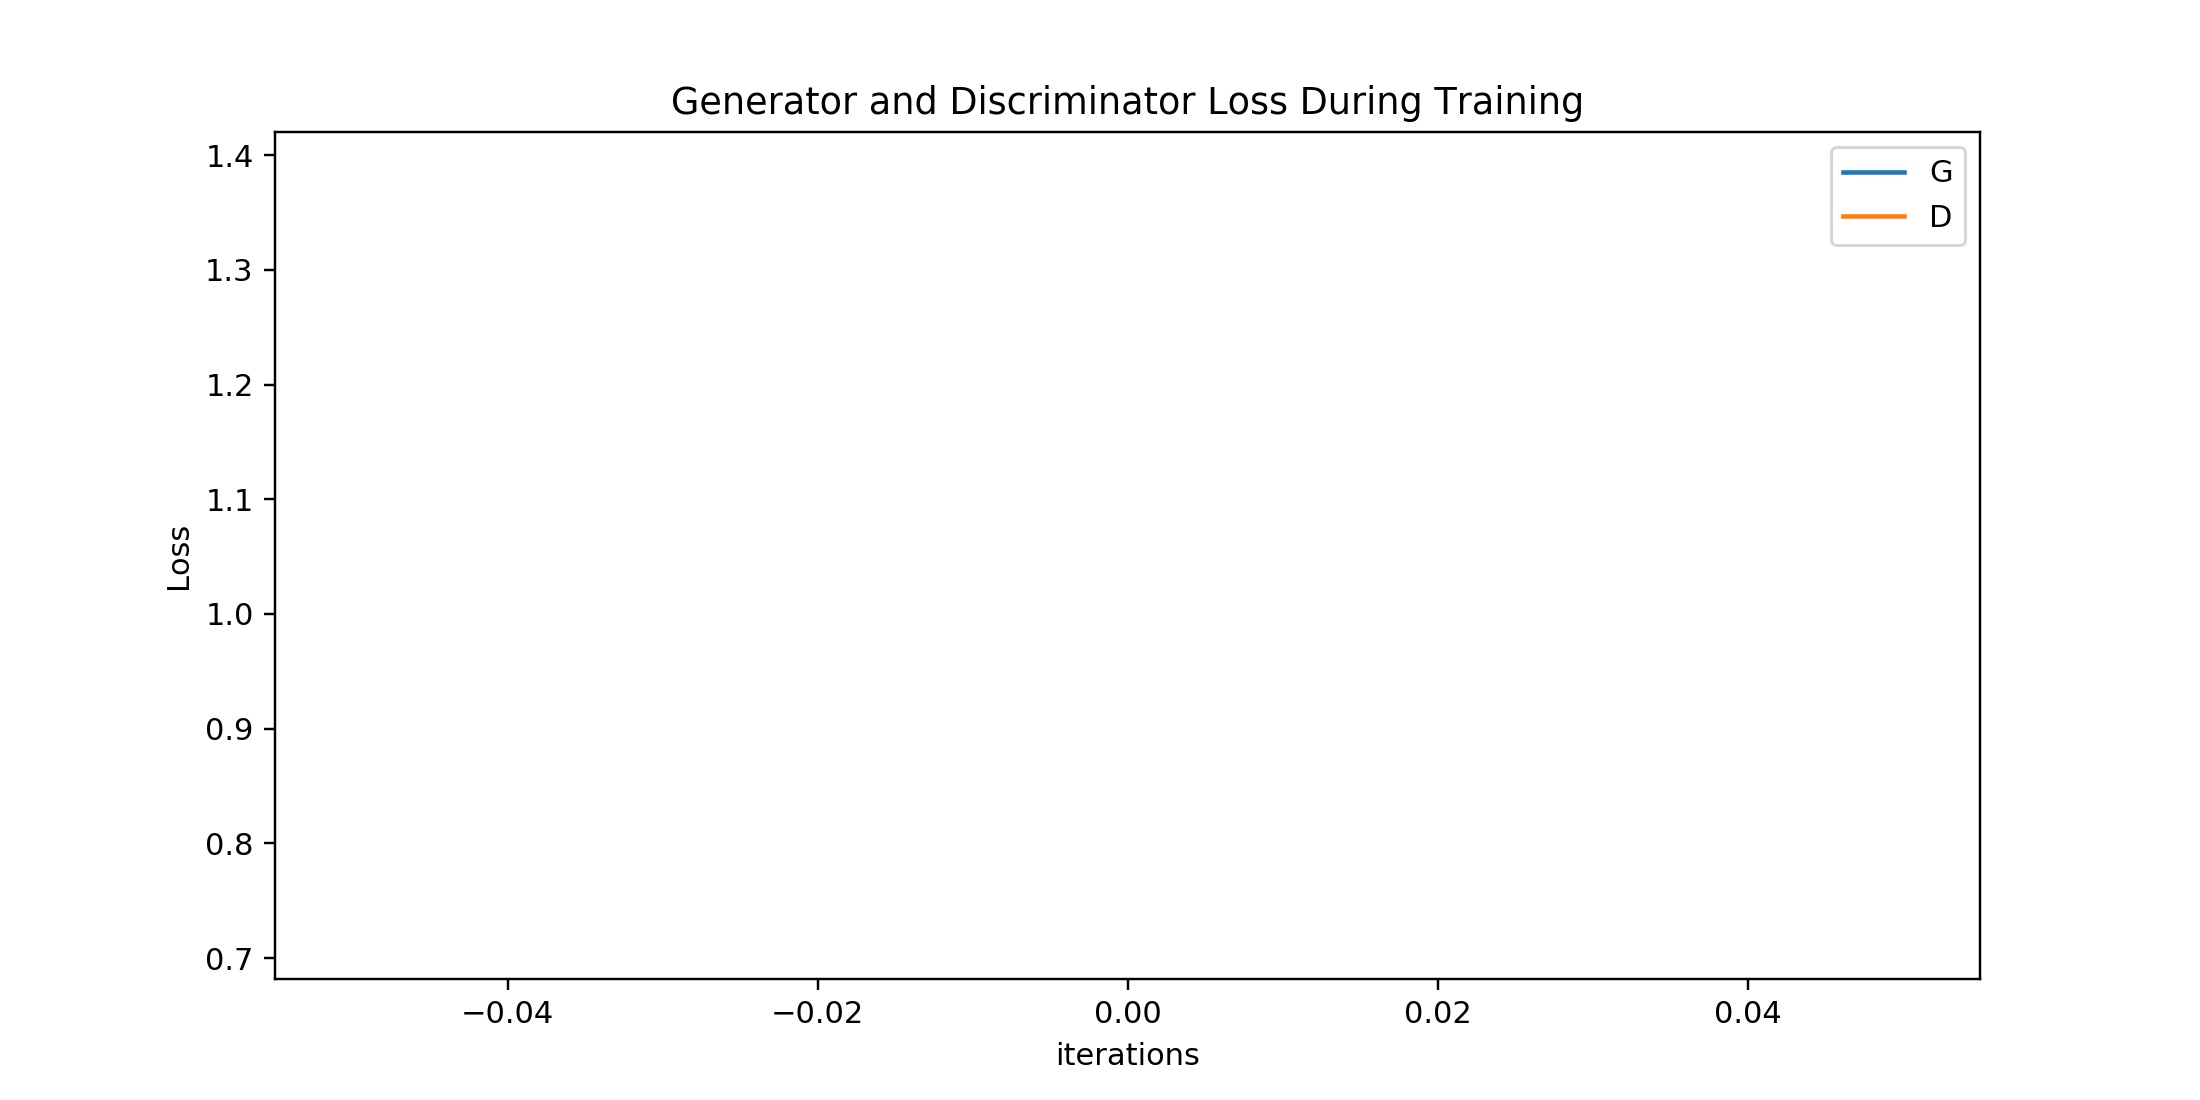 Generator and Discriminator Loss During Training
G
D
1.4
1.3
1.2
1.1
1.0
0.9
0.8
0.7
Loss
−0.04
−0.02
0.00
0.02
0.04
iterations